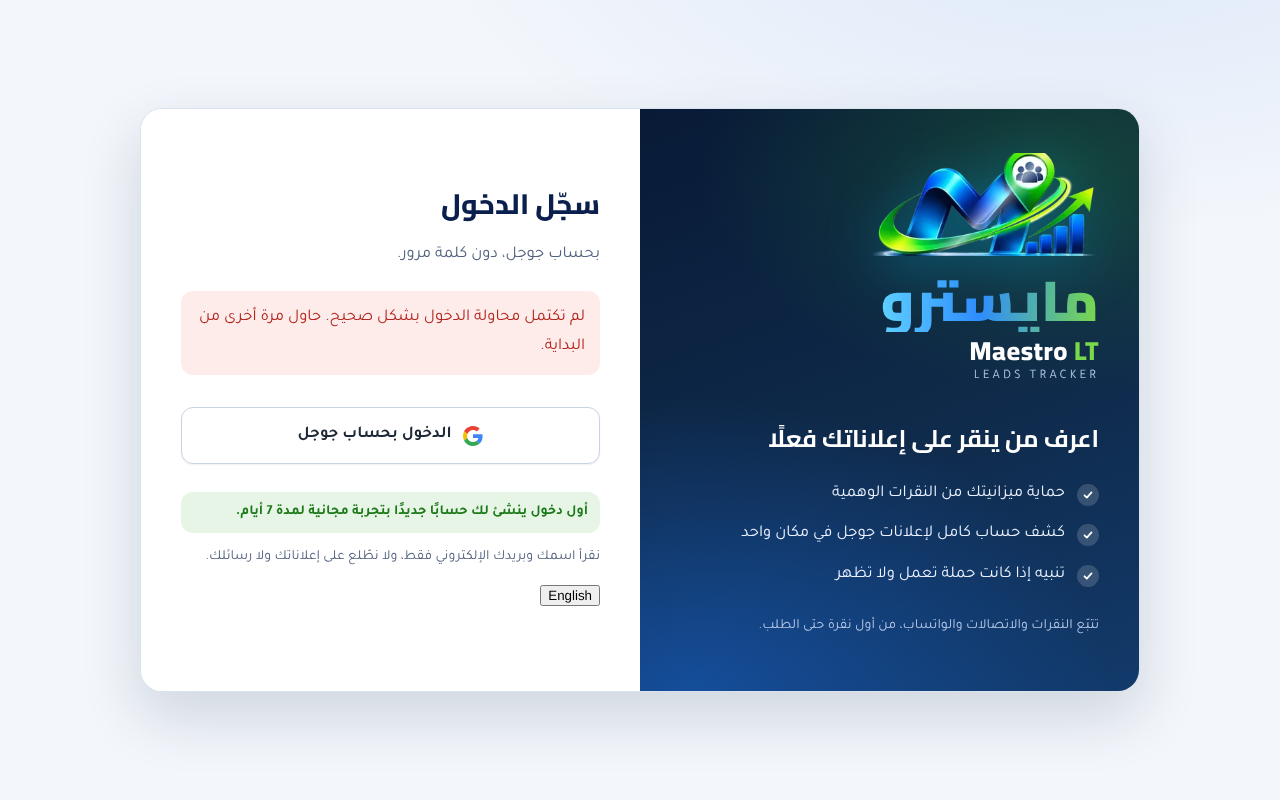 مايسترو
Maestro LT
LEADS TRACKER
اعرف من ينقر على إعلاناتك فعلًا
حماية ميزانيتك من النقرات الوهمية
كشف حساب كامل لإعلانات جوجل في مكان واحد
تنبيه إذا كانت حملة تعمل ولا تظهر
تتبّع النقرات والاتصالات والواتساب، من أول نقرة حتى الطلب.
سجّل الدخول
بحساب جوجل، دون كلمة مرور.
لم تكتمل محاولة الدخول بشكل صحيح. حاول مرة أخرى من
البداية.
الدخول بحساب جوجل
أول دخول ينشئ لك حسابًا جديدًا بتجربة مجانية لمدة 7 أيام.
نقرأ اسمك وبريدك الإلكتروني فقط، ولا نطّلع على إعلاناتك ولا رسائلك.
English